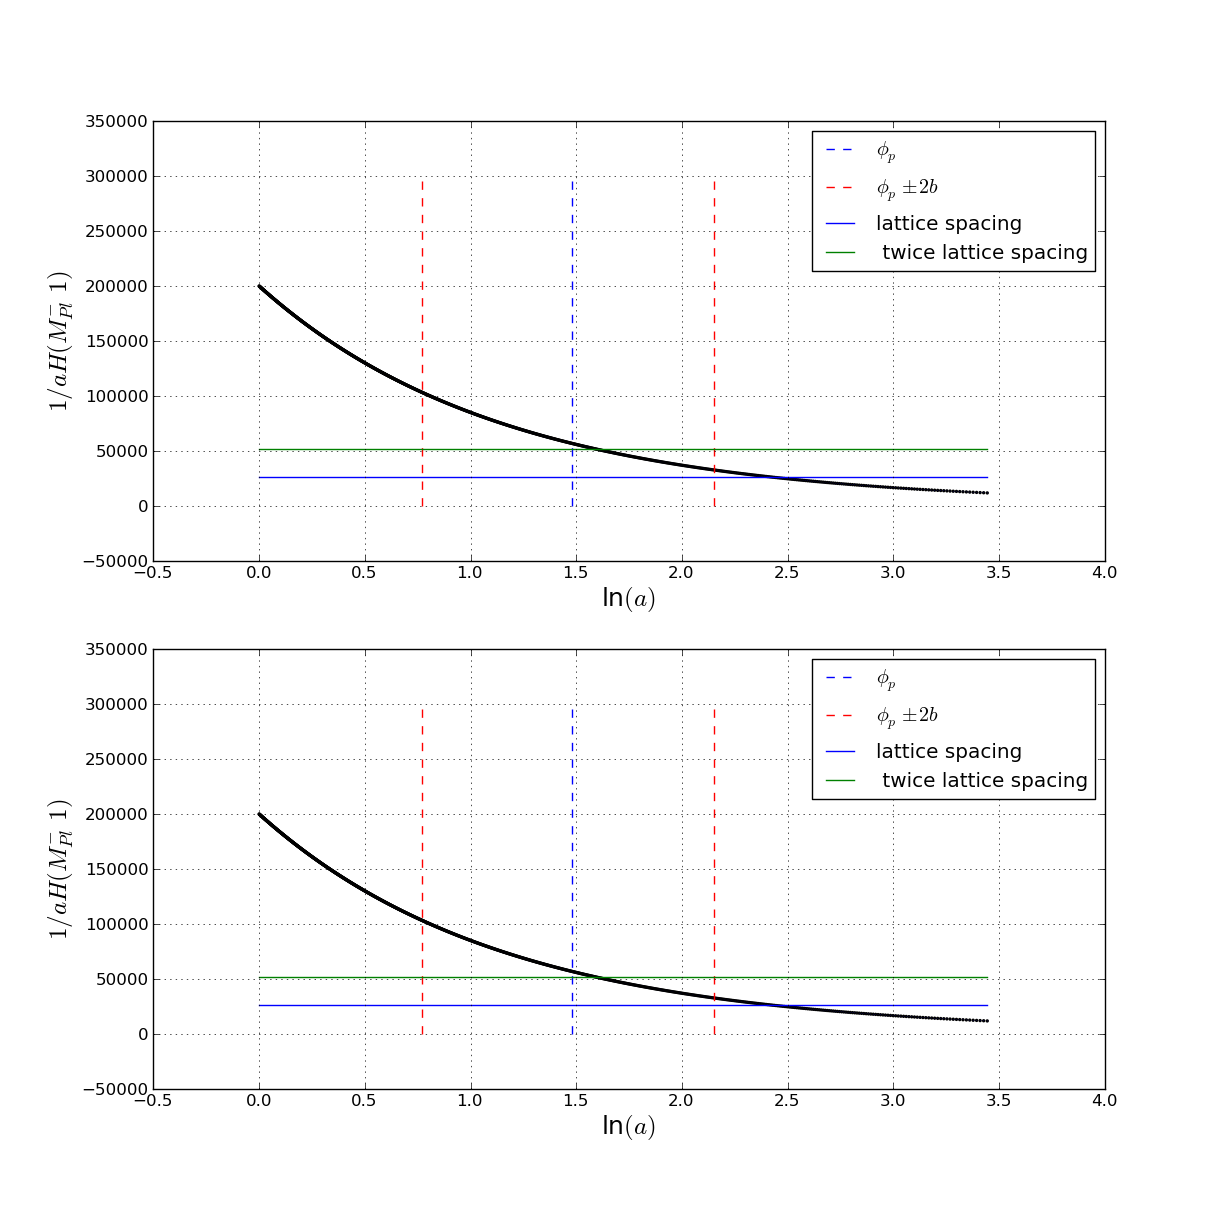 350000
300000
250000
200000
150000
100000
50000
0
−50000
1/aH(M_{Pl}^{−} 1)
−0.5 0.0 0.5 1.0 1.5 2.0 2.5 3.0 3.5 4.0
ln(a)
ϕ_p
ϕ_p ± 2b
lattice spacing
twice lattice spacing
350000
300000
250000
200000
150000
100000
50000
0
−50000
1/aH(M_{Pl}^{−} 1)
−0.5 0.0 0.5 1.0 1.5 2.0 2.5 3.0 3.5 4.0
ln(a)
ϕ_p
ϕ_p ± 2b
lattice spacing
twice lattice spacing